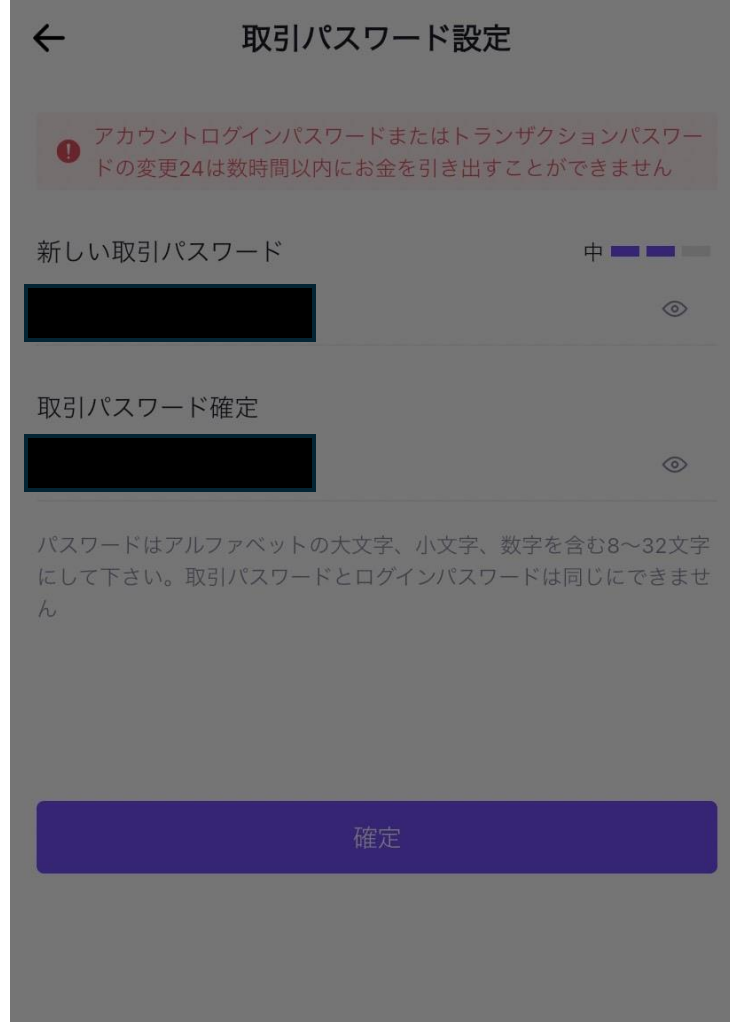 取引パスワード設定
アカウントログインパスワードまたはトランザクションパスワー
ドの変更24は数時間以内にお金を引き出すことができません
新しい取引パスワード
中
取引パスワード確定
パスワードはアルファベットの大文字、小文字、数字を含む8〜32文字
にして下さい。取引パスワードとログインパスワードは同じにできませ
ん
確定